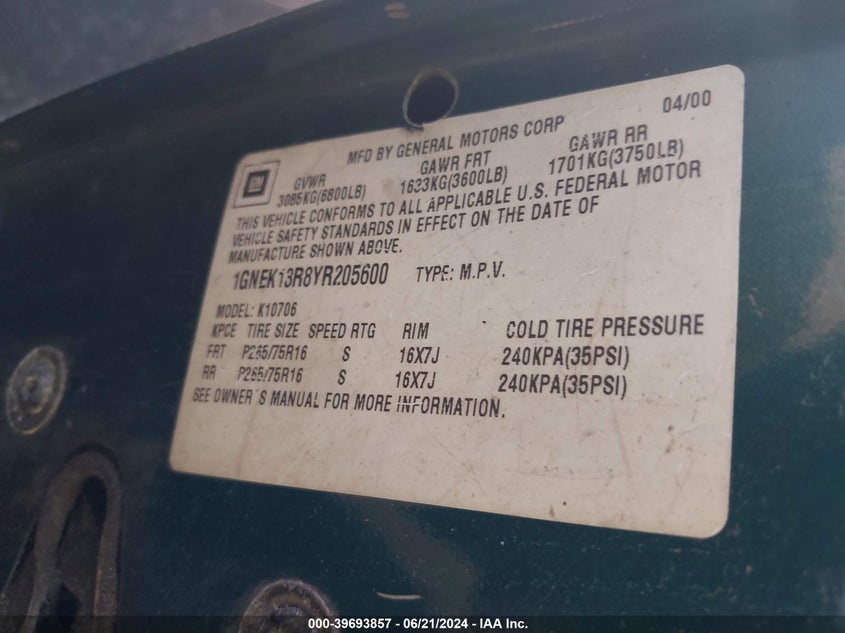 04/00
MFD BY GENERAL MOTORS CORP
GVWR GAWR FRT GAWR RR
3085KG(6800LB) 1633KG(3600LB) 1701KG(3750LB)
THIS VEHICLE CONFORMS TO ALL APPLICABLE U.S. FEDERAL MOTOR
VEHICLE SAFETY STANDARDS IN EFFECT ON THE DATE OF
MANUFACTURE SHOWN ABOVE.
1GNEK13R8YR205600 TYPE: M.P.V.
MODEL: K10706
KPCE TIRE SIZE SPEED RTG RIM COLD TIRE PRESSURE
FRT P265/75R16 S 16X7J 240KPA(35PSI)
RR P265/75R16 S 16X7J 240KPA(35PSI)
SEE OWNER'S MANUAL FOR MORE INFORMATION.
000-39693857 / 06/21/2024 - IAA Inc.